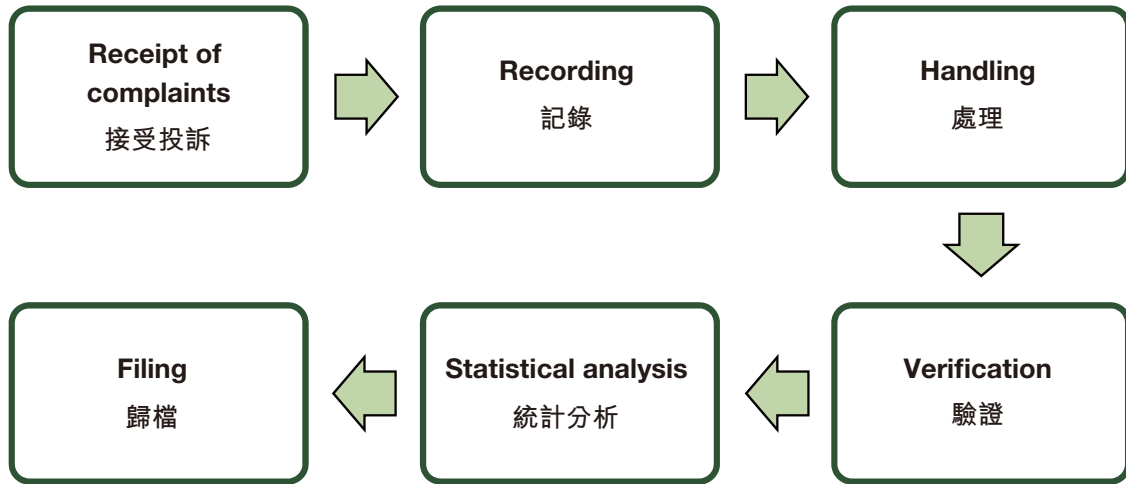 Receipt of
complaints
接受投訴
Recording
記錄
Handling
處理
Verification
驗證
Statistical analysis
統計分析
Filing
歸檔